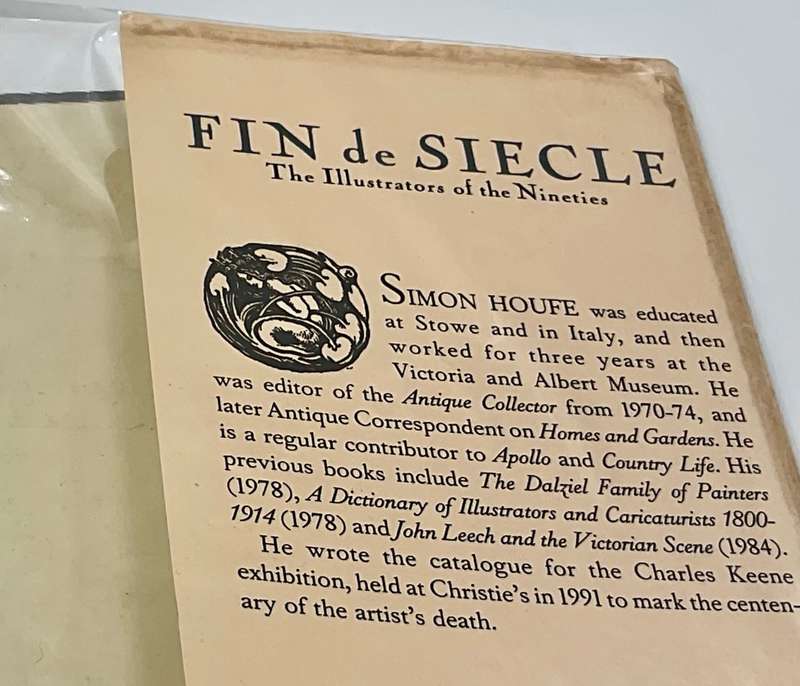 FIN de SIECLE
The Illustrators of the Nineties
SIMON HOUFE was educated
at Stowe and in Italy, and then
worked for three years at the
Victoria and Albert Museum. He
was editor of the Antique Collector from 1970-74, and
later Antique Correspondent on Homes and Gardens. He
is a regular contributor to Apollo and Country Life. His
previous books include The Dalziel Family of Painters
(1978), A Dictionary of Illustrators and Caricaturists 1800-
1914 (1978) and John Leech and the Victorian Scene (1984).
He wrote the catalogue for the Charles Keene
exhibition, held at Christie's in 1991 to mark the centen-
ary of the artist's death.